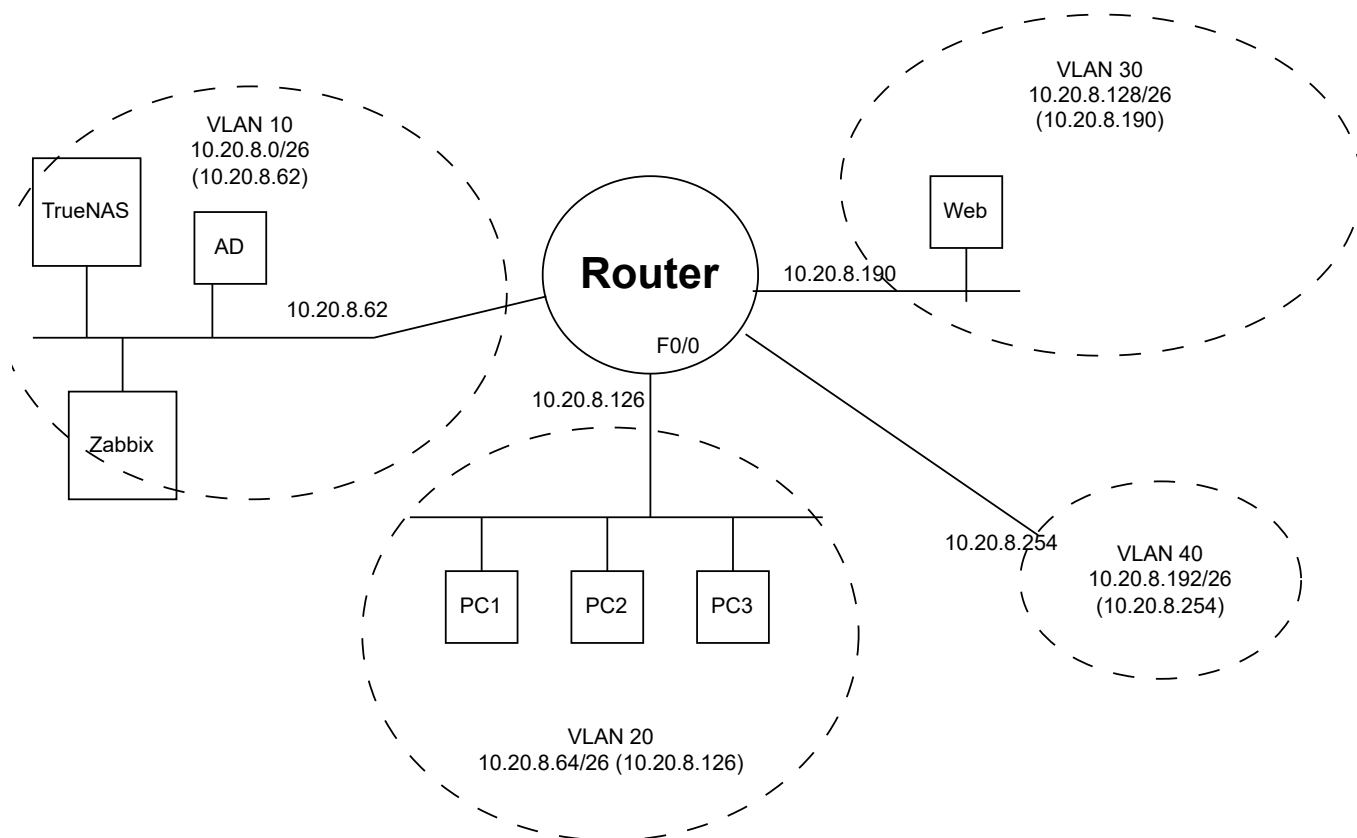 VLAN 30
10.20.8.128/26
(10.20.8.190)
VLAN 10
10.20.8.0/26
(10.20.8.62)
TrueNAS
AD
Web
Router
10.20.8.190
10.20.8.62
F0/0
10.20.8.126
Zabbix
10.20.8.254
VLAN 40
10.20.8.192/26
(10.20.8.254)
PC1
PC2
PC3
VLAN 20
10.20.8.64/26 (10.20.8.126)